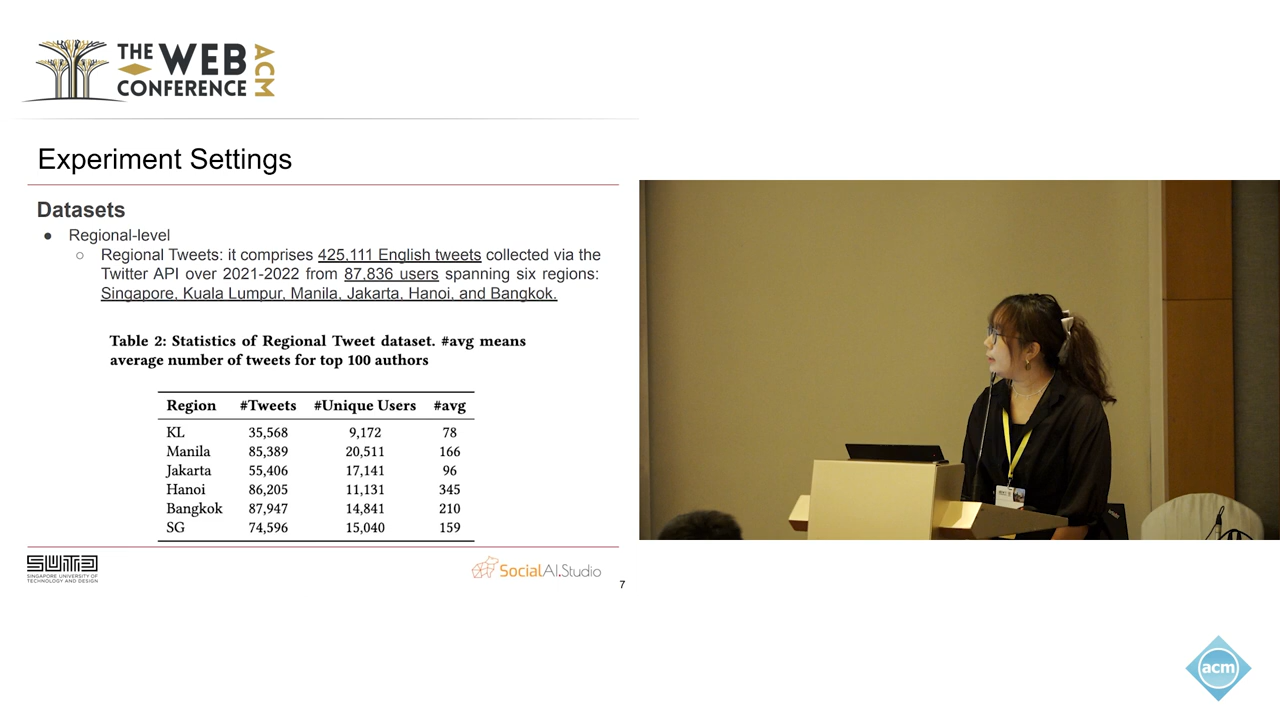 THE WEB
CONFERENCE
ACM
Experiment Settings
Datasets
● Regional-level
○ Regional Tweets: it comprises 425,111 English tweets collected via the
Twitter API over 2021-2022 from 87,836 users spanning six regions:
Singapore, Kuala Lumpur, Manila, Jakarta, Hanoi, and Bangkok.
Table 2: Statistics of Regional Tweet dataset. #avg means
average number of tweets for top 100 authors
Region #Tweets #Unique Users #avg
KL 35,568 9,172 78
Manila 85,389 20,511 166
Jakarta 55,406 17,141 96
Hanoi 86,205 11,131 345
Bangkok 87,947 14,841 210
SG 74,596 15,040 159
SUTD
SINGAPORE UNIVERSITY OF
TECHNOLOGY AND DESIGN
SocialAI.Studio
7
acm